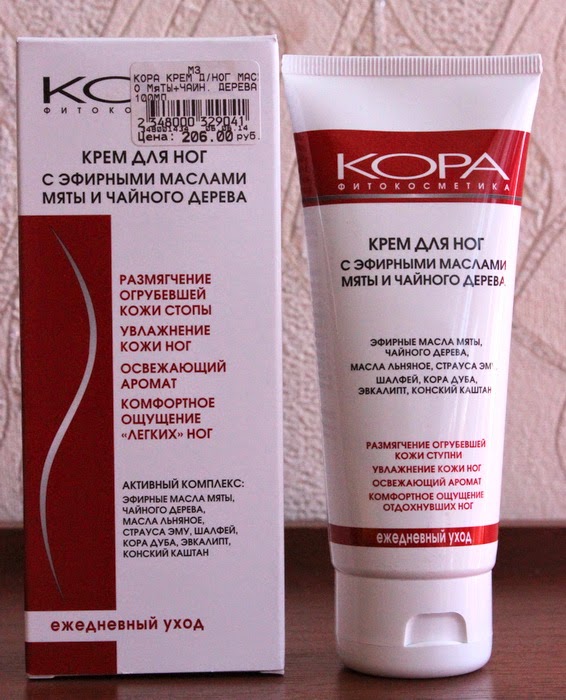 КО
ФИТОК
МЗ
КОРА КРЕМ Д/НОГ МАС
О МЯТЫ+ЧАЙН. ДЕРЕВА
100МЛ
2 348000 329041
Цена: 206.00 руб.
КРЕМ ДЛЯ НОГ
С ЭФИРНЫМИ МАСЛАМИ
МЯТЫ И ЧАЙНОГО ДЕРЕВА
РАЗМЯГЧЕНИЕ
ОГРУБЕВШЕЙ
КОЖИ СТОПЫ
УВЛАЖНЕНИЕ
КОЖИ НОГ
ОСВЕЖАЮЩИЙ
АРОМАТ
КОМФОРТНОЕ
ОЩУЩЕНИЕ
«ЛЕГКИХ» НОГ
АКТИВНЫЙ КОМПЛЕКС:
ЭФИРНЫЕ МАСЛА МЯТЫ,
ЧАЙНОГО ДЕРЕВА,
МАСЛА ЛЬНЯНОЕ,
СТРАУСА ЭМУ, ШАЛФЕЙ,
КОРА ДУБА, ЭВКАЛИПТ,
КОНСКИЙ КАШТАН
ежедневный уход
КОРА
ФИТОКОСМЕТИКА
КРЕМ ДЛЯ НОГ
С ЭФИРНЫМИ МАСЛАМИ
МЯТЫ И ЧАЙНОГО ДЕРЕВА
ЭФИРНЫЕ МАСЛА МЯТЫ,
ЧАЙНОГО ДЕРЕВА,
МАСЛА ЛЬНЯНОЕ, СТРАУСА ЭМУ,
ШАЛФЕЙ, КОРА ДУБА,
ЭВКАЛИПТ, КОНСКИЙ КАШТАН
РАЗМЯГЧЕНИЕ ОГРУБЕВШЕЙ
КОЖИ СТУПНИ
УВЛАЖНЕНИЕ КОЖИ НОГ
ОСВЕЖАЮЩИЙ АРОМАТ
КОМФОРТНОЕ ОЩУЩЕНИЕ
ОТДОХНУВШИХ НОГ
ежедневный уход